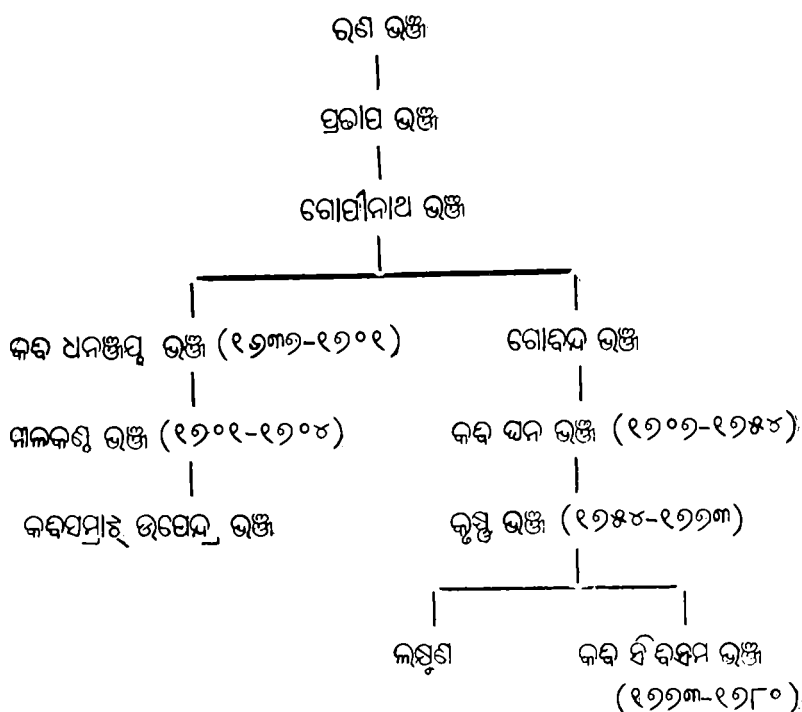 ରଣ ଭଞ୍ଜ
ପ୍ରତାପ ଭଞ୍ଜ
ଗୋପୀନାଥ ଭଞ୍ଜ
କବି ଧନଞ୍ଜୟ ଭଞ୍ଜ (୧୬୩୭-୧୭୦୧)
ଗୋବିନ୍ଦ ଭଞ୍ଜ
ନୀଳକଣ୍ଠ ଭଞ୍ଜ (୧୭୦୧-୧୭୦୪)
କବି ଘନ ଭଞ୍ଜ (୧୭୦୭-୧୭୫୪)
କବିସମ୍ରାଟ୍ ଉପେନ୍ଦ୍ର ଭଞ୍ଜ
କୃଷ୍ଣ ଭଞ୍ଜ (୧୭୫୪-୧୭୭୩)
ଲକ୍ଷ୍ମଣ
କବି ତ୍ରିବିକ୍ରମ ଭଞ୍ଜ
(୧୭୭୩-୧୭୮୦)